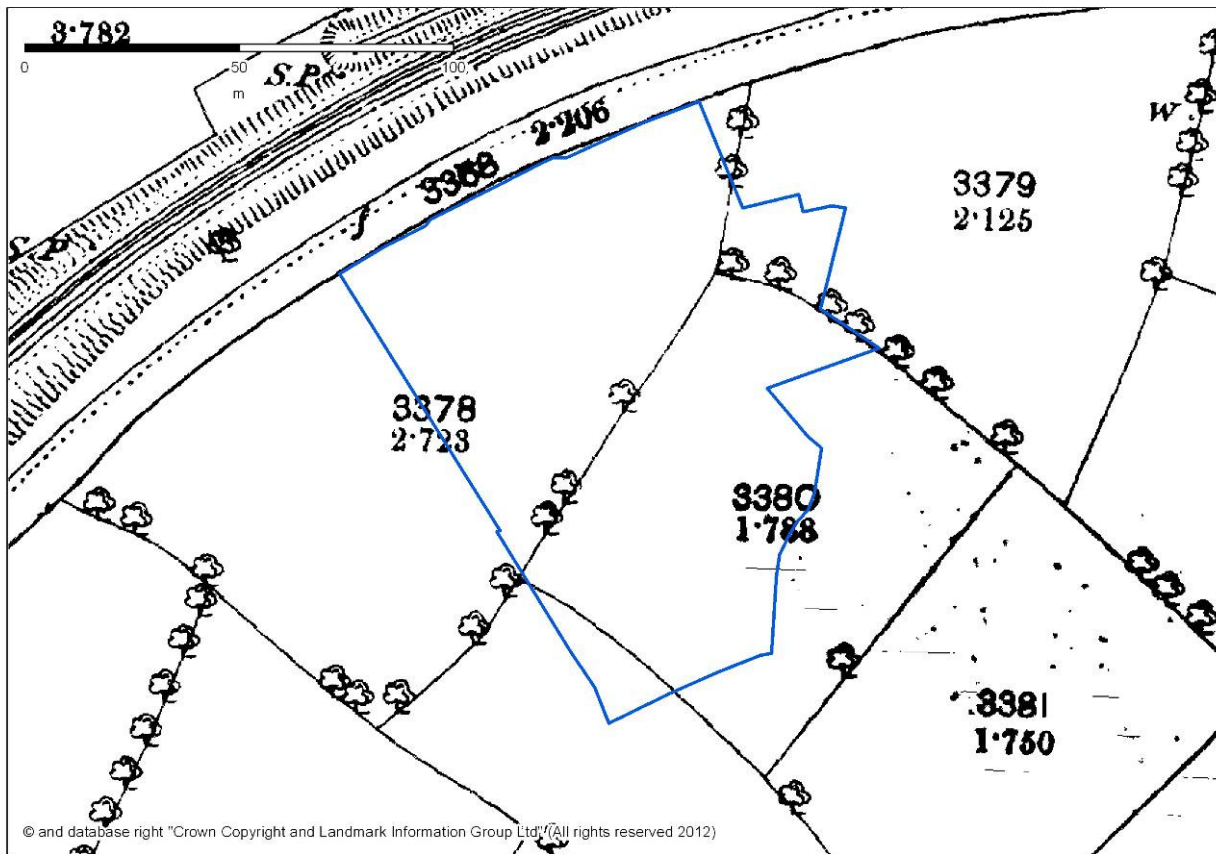 3·782
0 50 100
m
S.P.
2·206
3358
f
S.P.
W
3379
2·125
3378
2·723
3380
1·788
3381
1·750
© and database right "Crown Copyright and Landmark Information Group Ltd" (All rights reserved 2012)